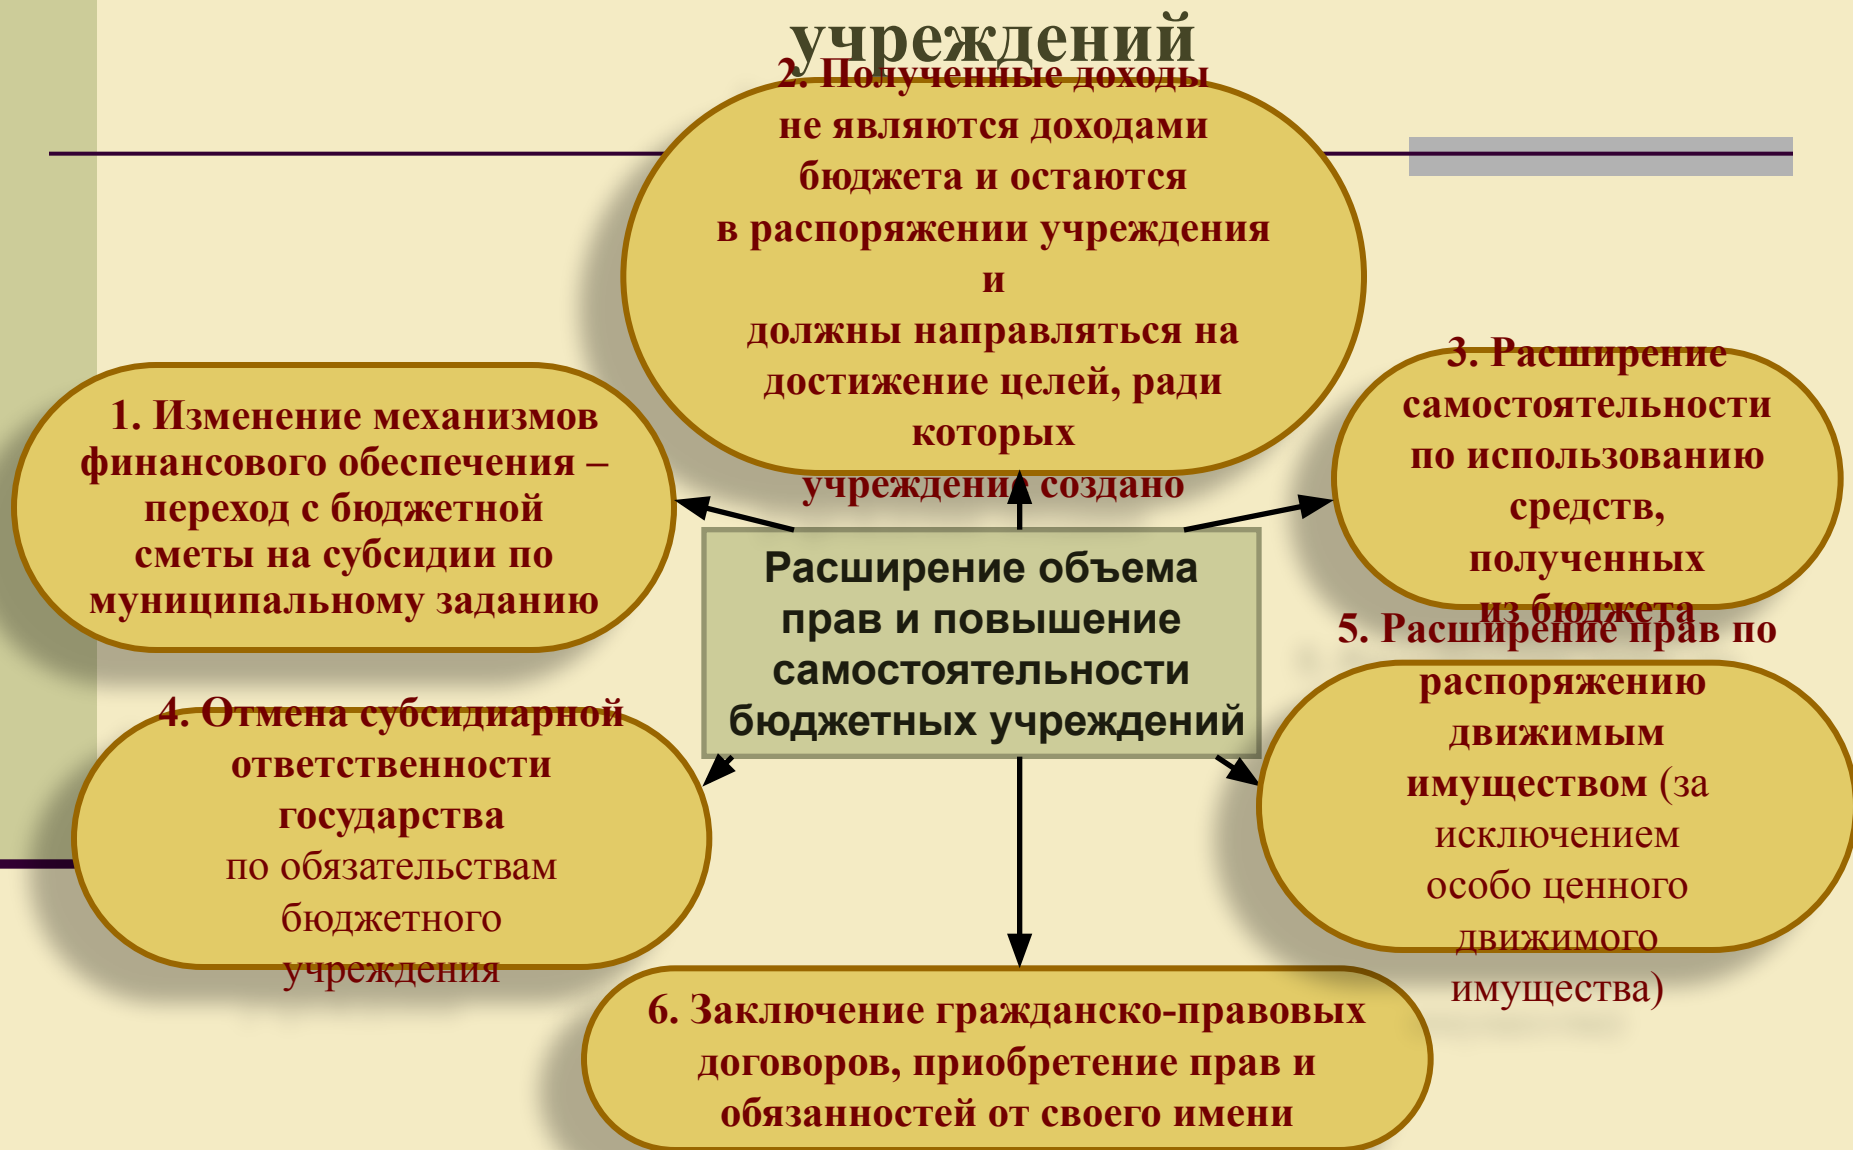 учреждений
2. Полученные доходы
не являются доходами
бюджета и остаются
в распоряжении учреждения
и
должны направляться на
достижение целей, ради
которых
учреждение создано
1. Изменение механизмов
финансового обеспечения –
переход с бюджетной
сметы на субсидии по
муниципальному заданию
3. Расширение
самостоятельности
по использованию
средств,
полученных
из бюджета
Расширение объема
прав и повышение
самостоятельности
бюджетных учреждений
4. Отмена субсидиарной
ответственности
государства
по обязательствам
бюджетного
учреждения
5. Расширение прав по
распоряжению
движимым
имуществом (за
исключением
особо ценного
движимого
имущества)
6. Заключение гражданско-правовых
договоров, приобретение прав и
обязанностей от своего имени